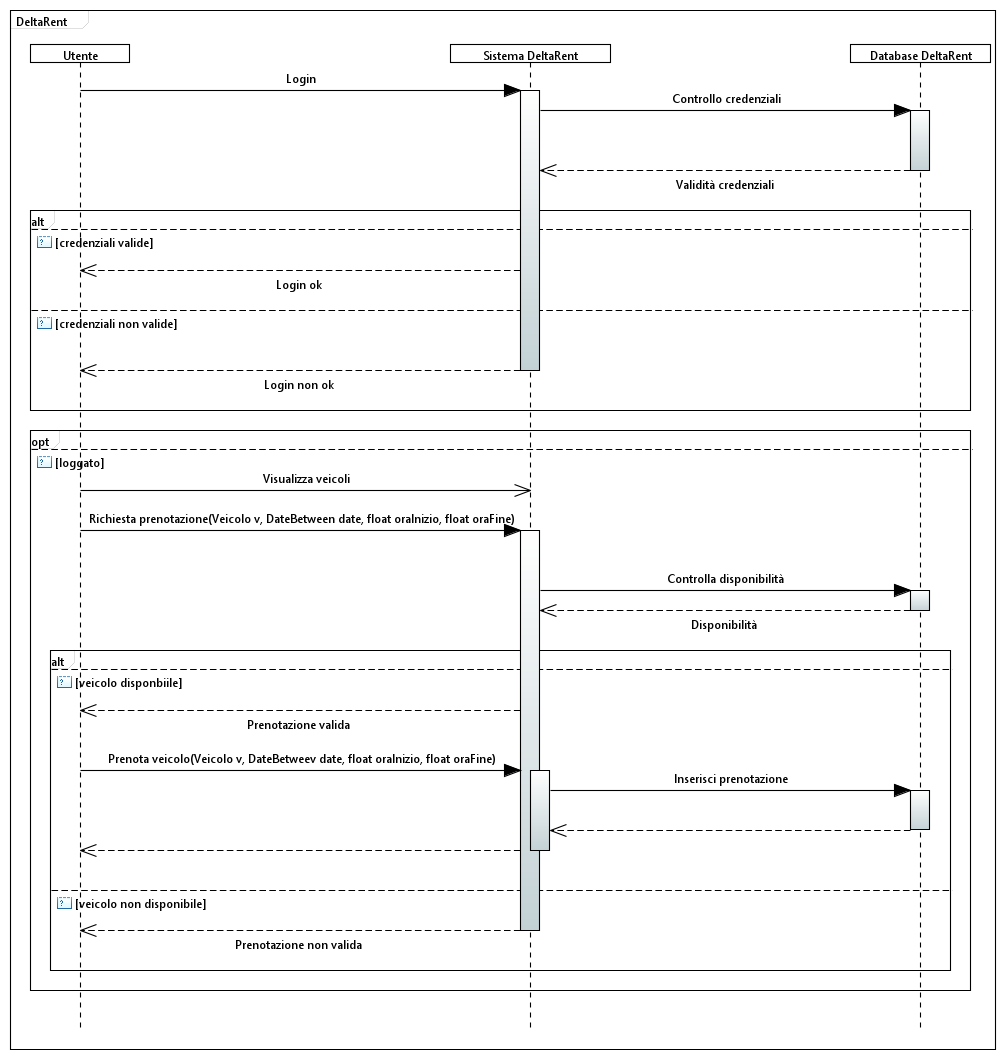 DeltaRent
Utente
Sistema DeltaRent
Database DeltaRent
Login
Controllo credenziali
Validità credenziali
alt
[credenziali valide]
Login ok
[credenziali non valide]
Login non ok
opt
[loggato]
Visualizza veicoli
Richiesta prenotazione(Veicolo v, DateBetween date, float oraInizio, float oraFine)
Controlla disponibilità
Disponibilità
alt
[veicolo disponbiile]
Prenotazione valida
Prenota veicolo(Veicolo v, DateBetweev date, float oraInizio, float oraFine)
Inserisci prenotazione
[veicolo non disponibile]
Prenotazione non valida